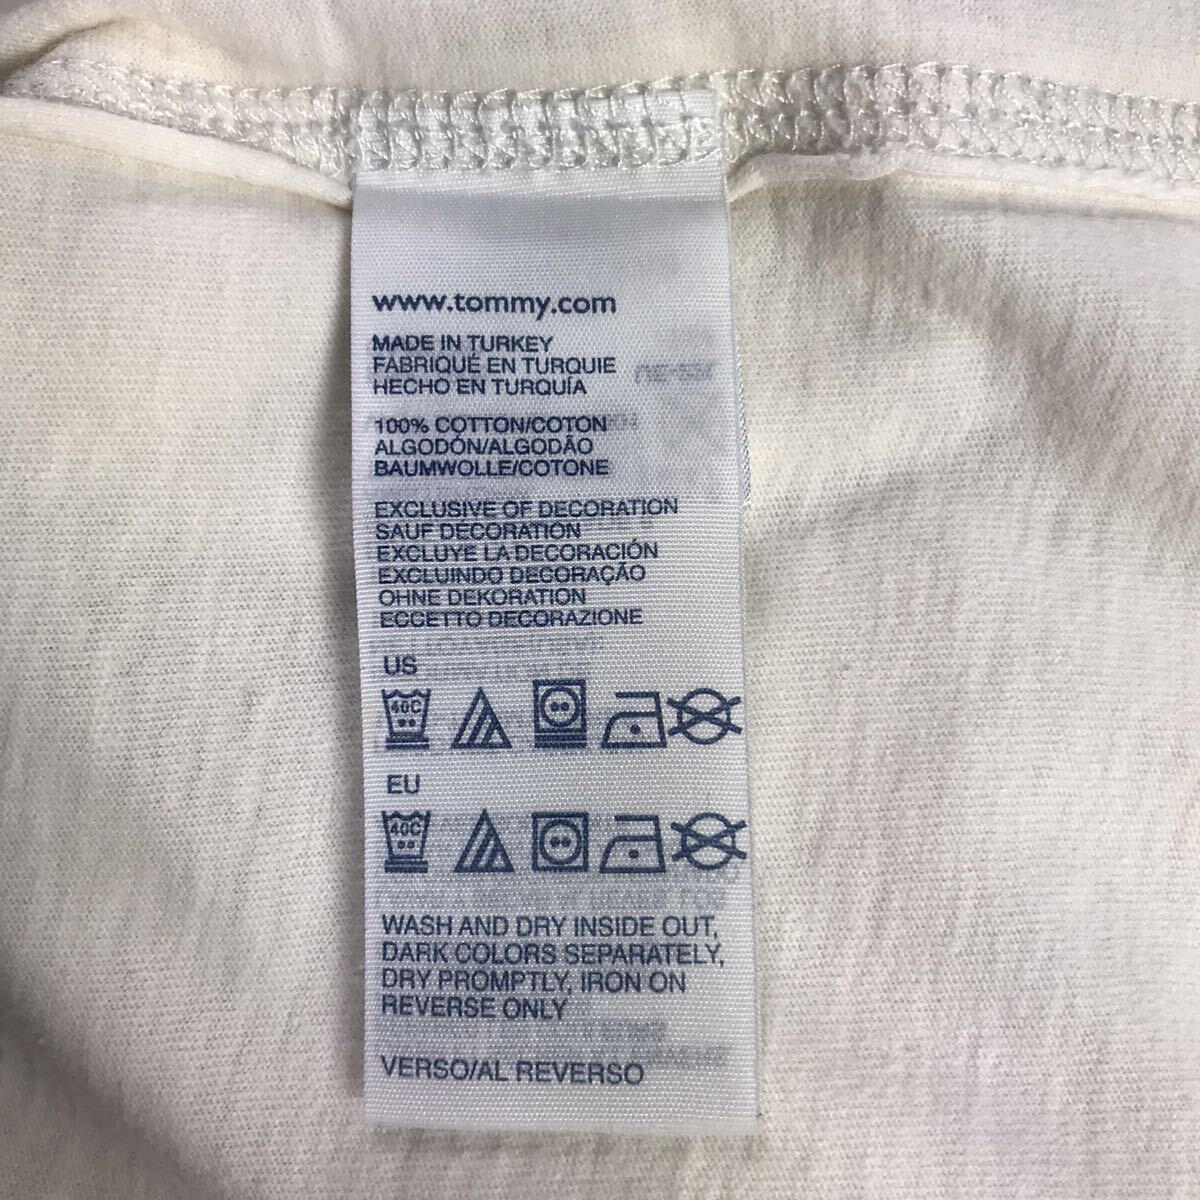 www.tommy.com
MADE IN TURKEY
FABRIQUÉ EN TURQUIE
HECHO EN TURQUÍA
100% COTTON/COTON
ALGODÓN/ALGODÃO
BAUMWOLLE/COTONE
EXCLUSIVE OF DECORATION
SAUF DÉCORATION
EXCLUYE LA DECORACIÓN
EXCLUINDO DECORAÇÃO
OHNE DEKORATION
ECCETTO DECORAZIONE
US
40C
EU
40C
WASH AND DRY INSIDE OUT,
DARK COLORS SEPARATELY,
DRY PROMPTLY, IRON ON
REVERSE ONLY
VERSO/AL REVERSO